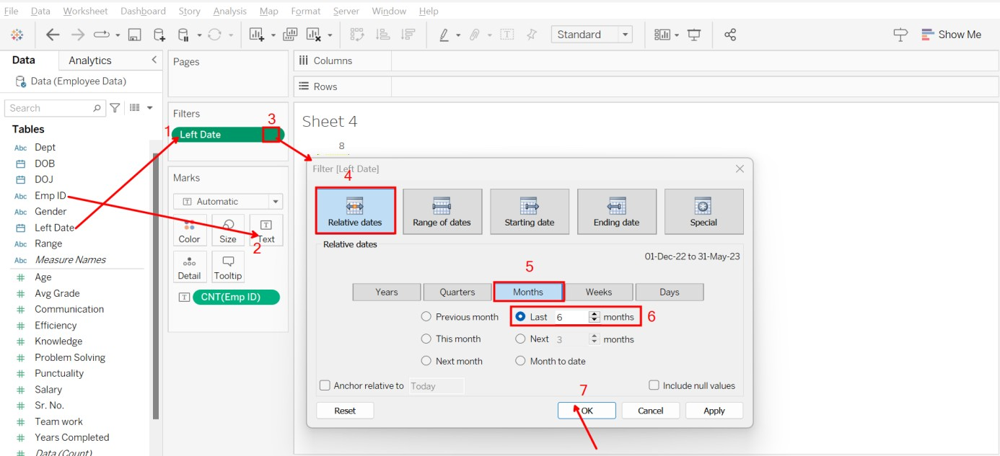 File Data Worksheet Dashboard Story Analysis Map Format Server Window Help
Standard
Show Me
Data Analytics
Data (Employee Data)
Search
Tables
Abc Dept
DOB
DOJ
Abc Emp ID
Abc Gender
Left Date
Abc Range
Abc Measure Names
Age
Avg Grade
Communication
Efficiency
Knowledge
Problem Solving
Punctuality
Salary
Sr. No.
Team work
Years Completed
Data (Count)
Pages
Filters
3
1
Left Date
Marks
Automatic
Color Size Text
2
Detail Tooltip
CNT(Emp ID)
Columns
Rows
Sheet 4
8
Filter [Left Date]
4
Relative dates Range of dates Starting date Ending date Special
Relative dates
01-Dec-22 to 31-May-23
5
Years Quarters Months Weeks Days
Previous month Last 6 months 6
This month Next 3 months
Next month Month to date
Anchor relative to Today Include null values
7
Reset OK Cancel Apply